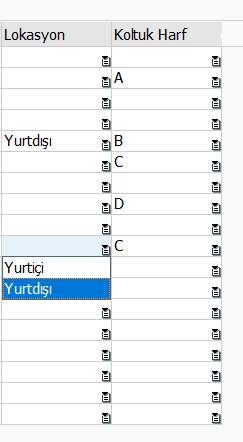 Lokasyon Koltuk Harf
A
Yurtdışı B
C
D
C
Yurtiçi
Yurtdışı